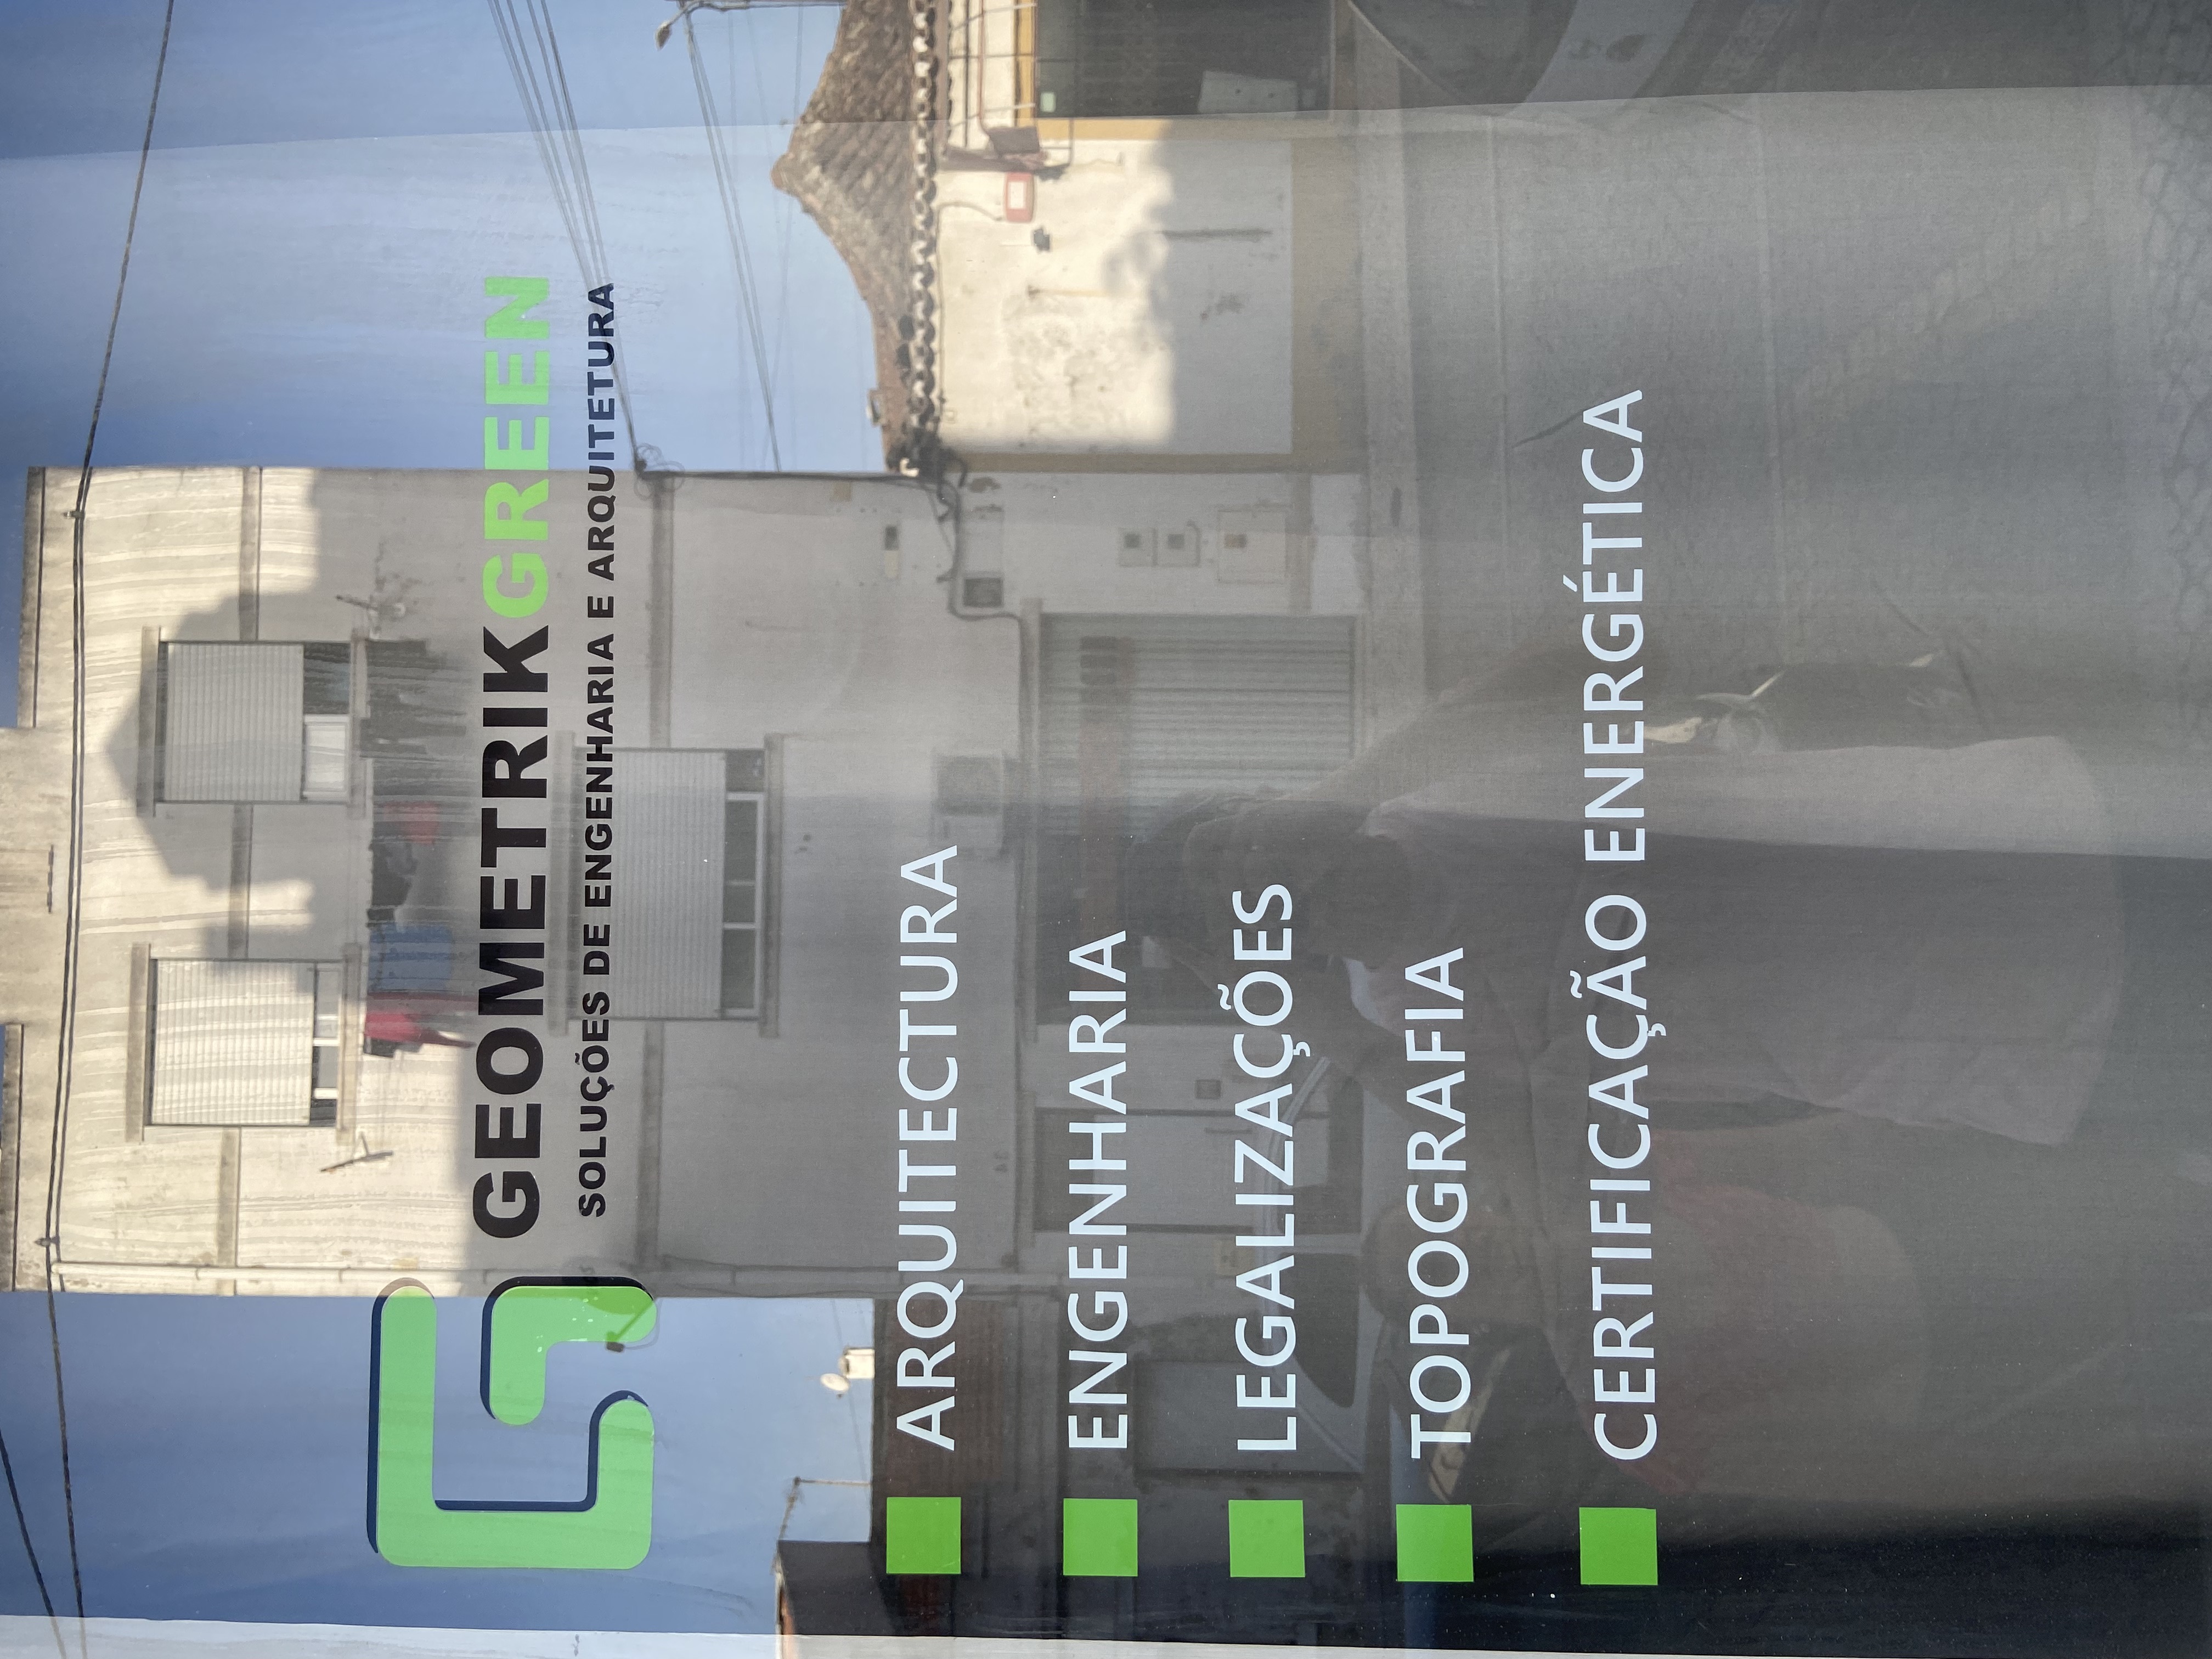 GEOMETRIKGREEN
SOLUÇÕES DE ENGENHARIA E ARQUITETURA
ARQUITECTURA
ENGENHARIA
LEGALIZAÇÕES
TOPOGRAFIA
CERTIFICAÇÃO ENERGÉTICA